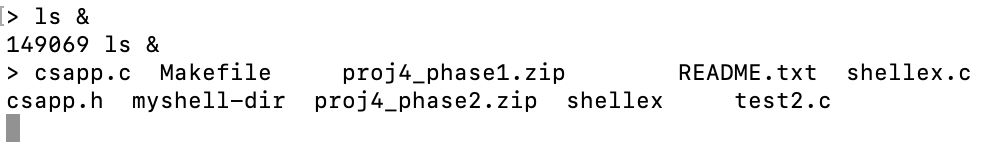 > ls &
149069 ls &
> csapp.c  Makefile     proj4_phase1.zip        README.txt  shellex.c
csapp.h  myshell-dir  proj4_phase2.zip  shellex     test2.c